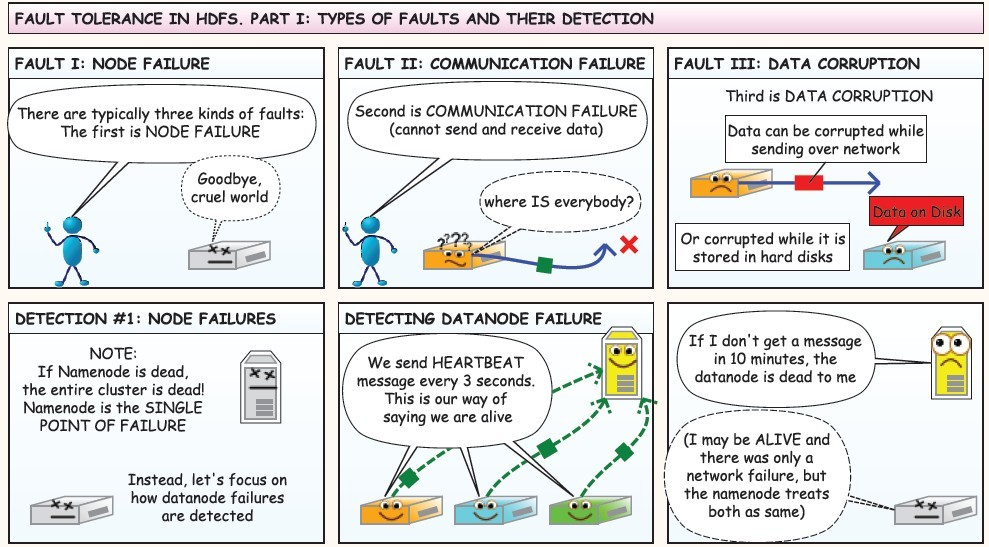 FAULT TOLERANCE IN HDFS. PART I: TYPES OF FAULTS AND THEIR DETECTION
FAULT I: NODE FAILURE
There are typically three kinds of faults:
The first is NODE FAILURE
Goodbye,
cruel world
FAULT II: COMMUNICATION FAILURE
Second is COMMUNICATION FAILURE
(cannot send and receive data)
where IS everybody?
????
FAULT III: DATA CORRUPTION
Third is DATA CORRUPTION
Data can be corrupted while
sending over network
Data on Disk
Or corrupted while it is
stored in hard disks
DETECTION #1: NODE FAILURES
NOTE:
If Namenode is dead,
the entire cluster is dead!
Namenode is the SINGLE
POINT OF FAILURE
Instead, let's focus on
how datanode failures
are detected
DETECTING DATANODE FAILURE
We send HEARTBEAT
message every 3 seconds.
This is our way of
saying we are alive
If I don't get a message
in 10 minutes, the
datanode is dead to me
(I may be ALIVE and
there was only a
network failure, but
the namenode treats
both as same)